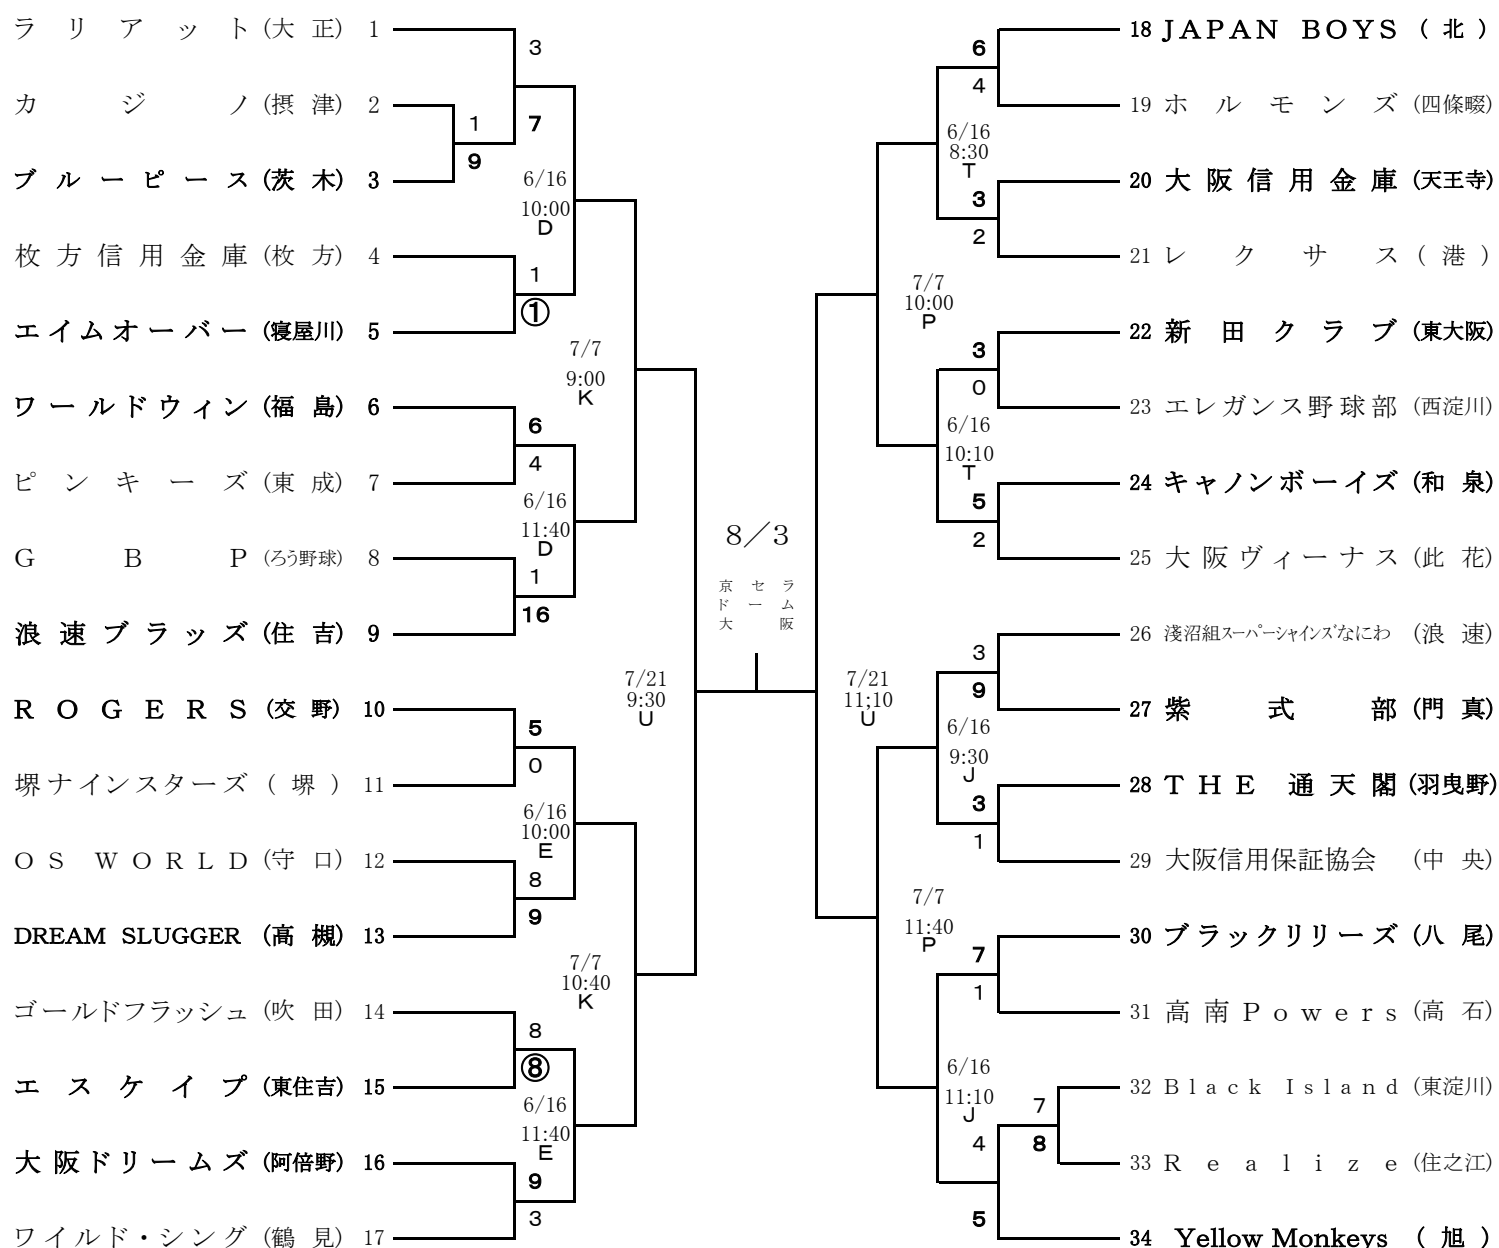 ラリアット (大正) 1
カジノ (摂津) 2
ブルーピース (茨木) 3
枚方信用金庫 (枚方) 4
エイムオーバー (寝屋川) 5
ワールドウィン (福島) 6
ピンキーズ (東成) 7
GBP (ろう野球) 8
浪速ブラッズ (住吉) 9
ROGERS (交野) 10
堺ナインスターズ (堺) 11
OS WORLD (守口) 12
DREAM SLUGGER (高槻) 13
ゴールドフラッシュ (吹田) 14
エスケイプ (東住吉) 15
大阪ドリームズ (阿倍野) 16
ワイルド・シング (鶴見) 17
3
7
1
9
6/16
10:00
D
1
①
7/7
9:00
K
6
4
6/16
11:40
D
1
16
7/21
9:30
U
5
0
6/16
10:00
E
8
9
7/7
10:40
K
8
⑧
6/16
11:40
E
9
3
8/3
京セラ
ドーム
大阪
6
4
6/16
8:30
T
3
2
7/7
10:00
P
3
0
6/16
10:10
T
5
2
7/21
11;10
U
3
9
6/16
9:30
J
3
1
7/7
11:40
P
7
1
6/16
11:10
J
7
8
4
5
18 JAPAN BOYS (北)
19 ホルモンズ (四條畷)
20 大阪信用金庫 (天王寺)
21 レクサス (港)
22 新田クラブ (東大阪)
23 エレガンス野球部 (西淀川)
24 キャノンボーイズ (和泉)
25 大阪ヴィーナス (此花)
26 淺沼組スーパーシャインズなにわ (浪速)
27 紫式部 (門真)
28 THE 通天閣 (羽曳野)
29 大阪信用保証協会 (中央)
30 ブラックリリーズ (八尾)
31 高南Powers (高石)
32 Black Island (東淀川)
33 Realize (住之江)
34 Yellow Monkeys (旭)